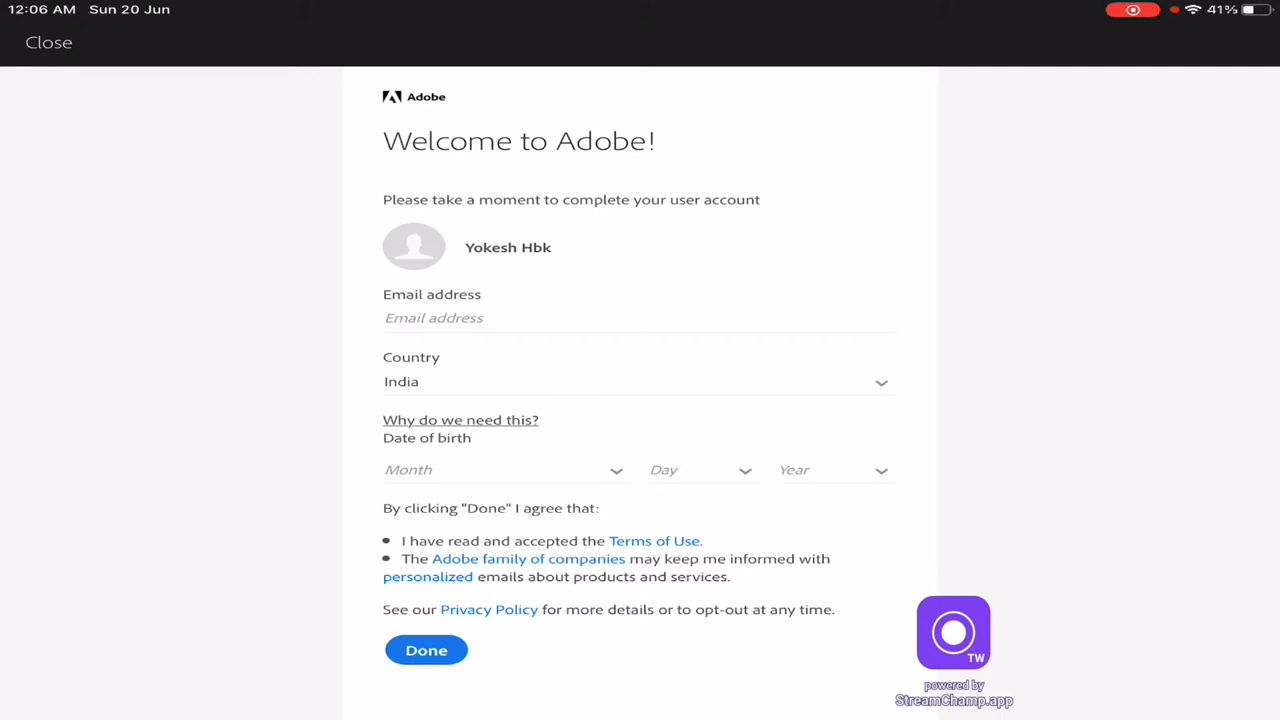 12:06 AM Sun 20 Jun
41%
Close
Adobe
Welcome to Adobe!
Please take a moment to complete your user account
Yokesh Hbk
Email address
Email address
Country
India
Why do we need this?
Date of birth
Month Day Year
By clicking "Done" I agree that:
• I have read and accepted the Terms of Use.
• The Adobe family of companies may keep me informed with
personalized emails about products and services.
See our Privacy Policy for more details or to opt-out at any time.
Done
TW
powered by
StreamChamp.app